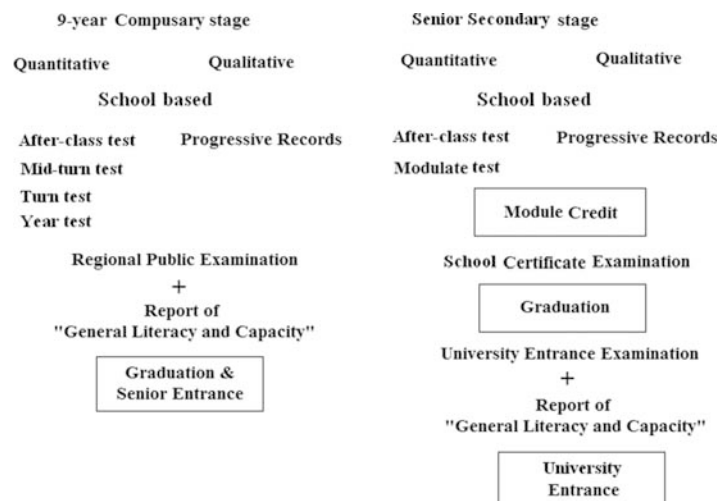 9-year Compusary stage
Quantitative Qualitative
School based
After-class test Progressive Records
Mid-turn test
Turn test
Year test
Regional Public Examination
+
Report of
"General Literacy and Capacity"
Graduation &
Senior Entrance
Senior Secondary stage
Quantitative Qualitative
School based
After-class test Progressive Records
Modulate test
Module Credit
School Certificate Examination
Graduation
University Entrance Examination
+
Report of
"General Literacy and Capacity"
University
Entrance